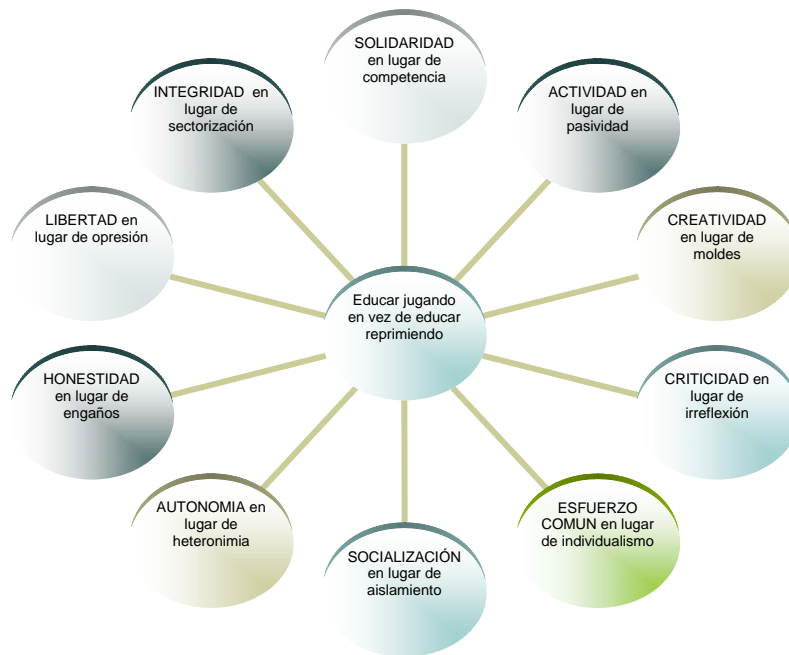 SOLIDARIDAD
en lugar de
competencia
INTEGRIDAD en
lugar de
sectorización
ACTIVIDAD en
lugar de
pasividad
LIBERTAD en
lugar de opresión
CREATIVIDAD
en lugar de
moldes
Educar jugando
en vez de educar
reprimiendo
HONESTIDAD
en lugar de
engaños
CRITICIDAD en
lugar de
irreflexión
AUTONOMIA en
lugar de
heteronimia
ESFUERZO
COMUN en lugar
de individualismo
SOCIALIZACIÓN
en lugar de
aislamiento